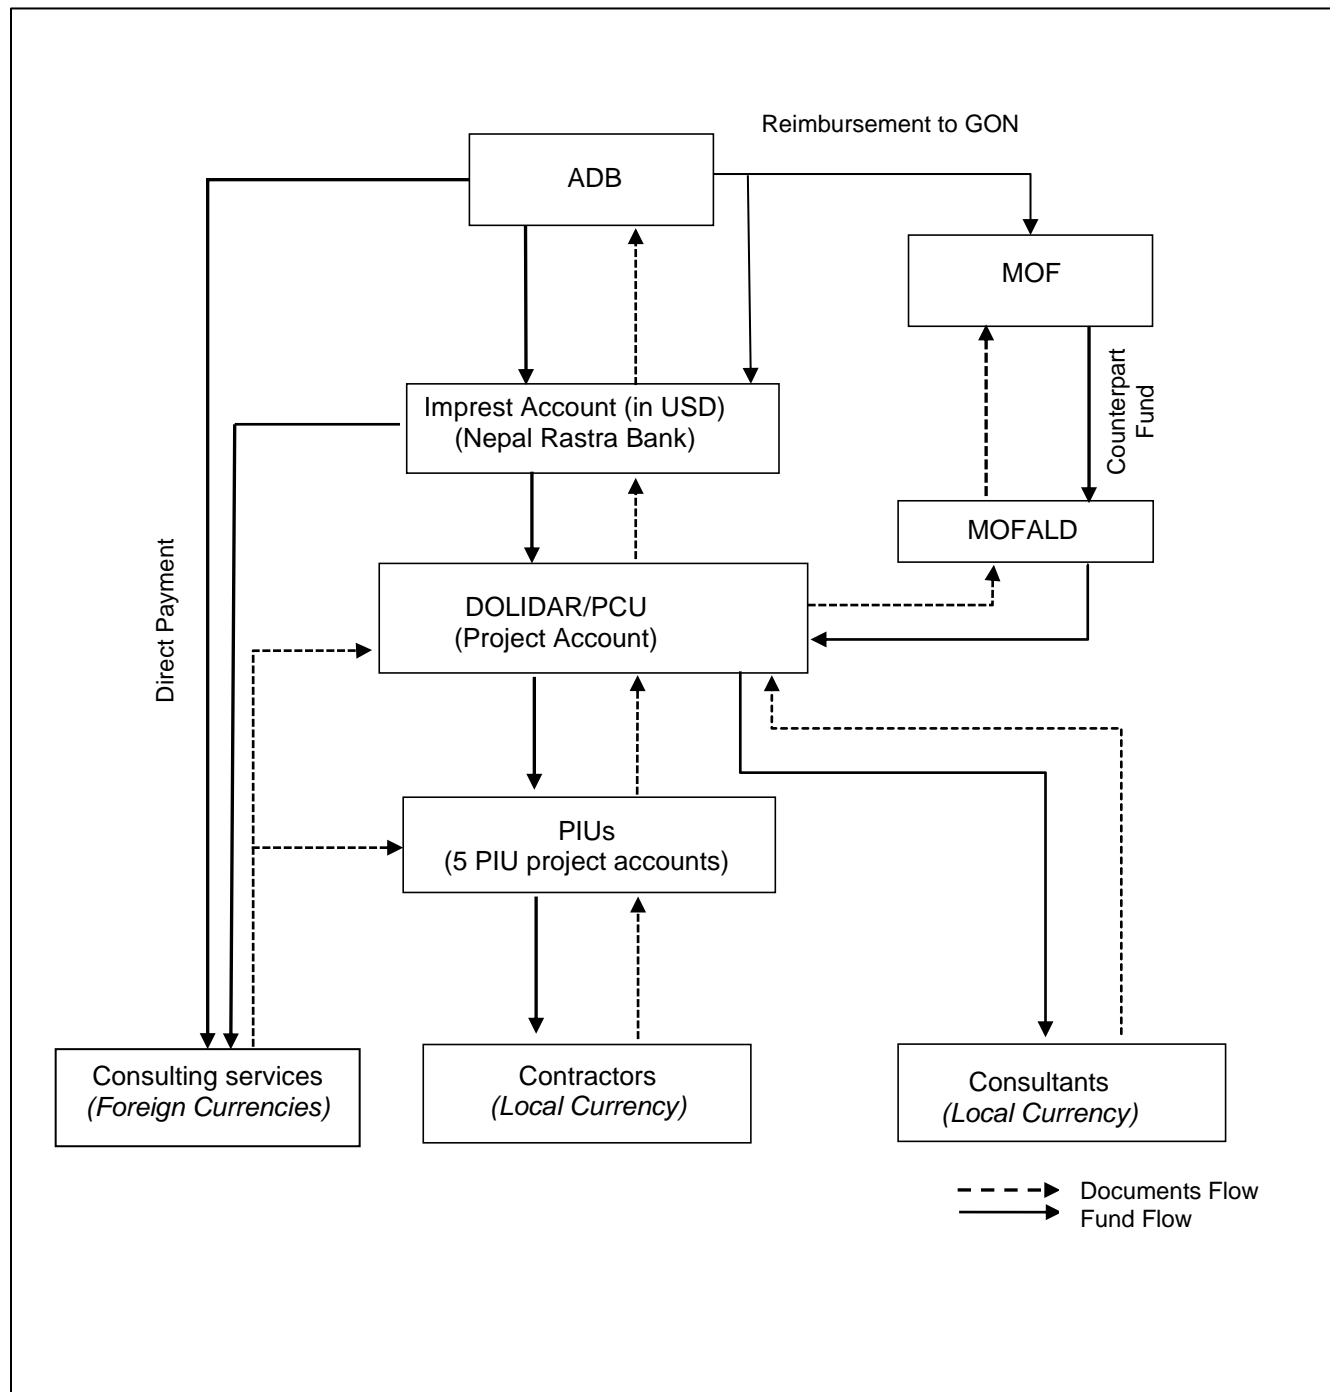 Reimbursement to GON
ADB
MOF
Counterpart
Fund
Imprest Account (in USD)
(Nepal Rastra Bank)
MOFALD
Direct Payment
DOLIDAR/PCU
(Project Account)
PIUs
(5 PIU project accounts)
Consulting services
(Foreign Currencies)
Contractors
(Local Currency)
Consultants
(Local Currency)
Documents Flow
Fund Flow